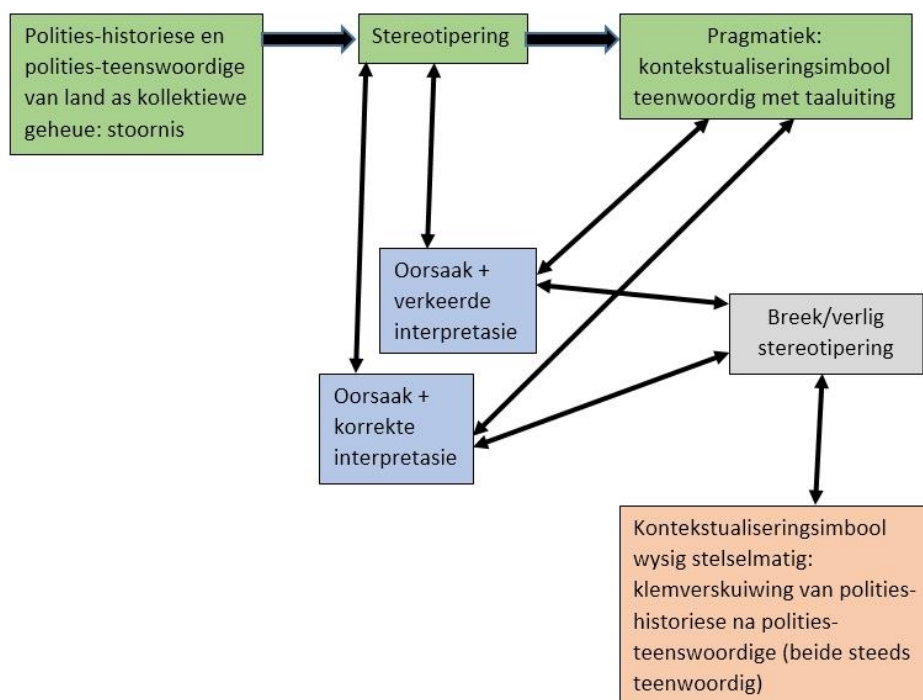 Polities-historiese en
polities-teenswoordige
van land as kollektiewe
geheue: stoornis
Stereotipering
Pragmatiek:
kontekstualiseringsimbool
teenwoordig met taaluiting
Oorsaak +
verkeerde
interpretasie
Breek/verlig
stereotipering
Oorsaak +
korrekte
interpretasie
Kontekstualiseringsimbool
wysig stelselmatig:
klemverskuiwing van polities-
historiese na polities-
teenswoordige (beide steeds
teenwoordig)